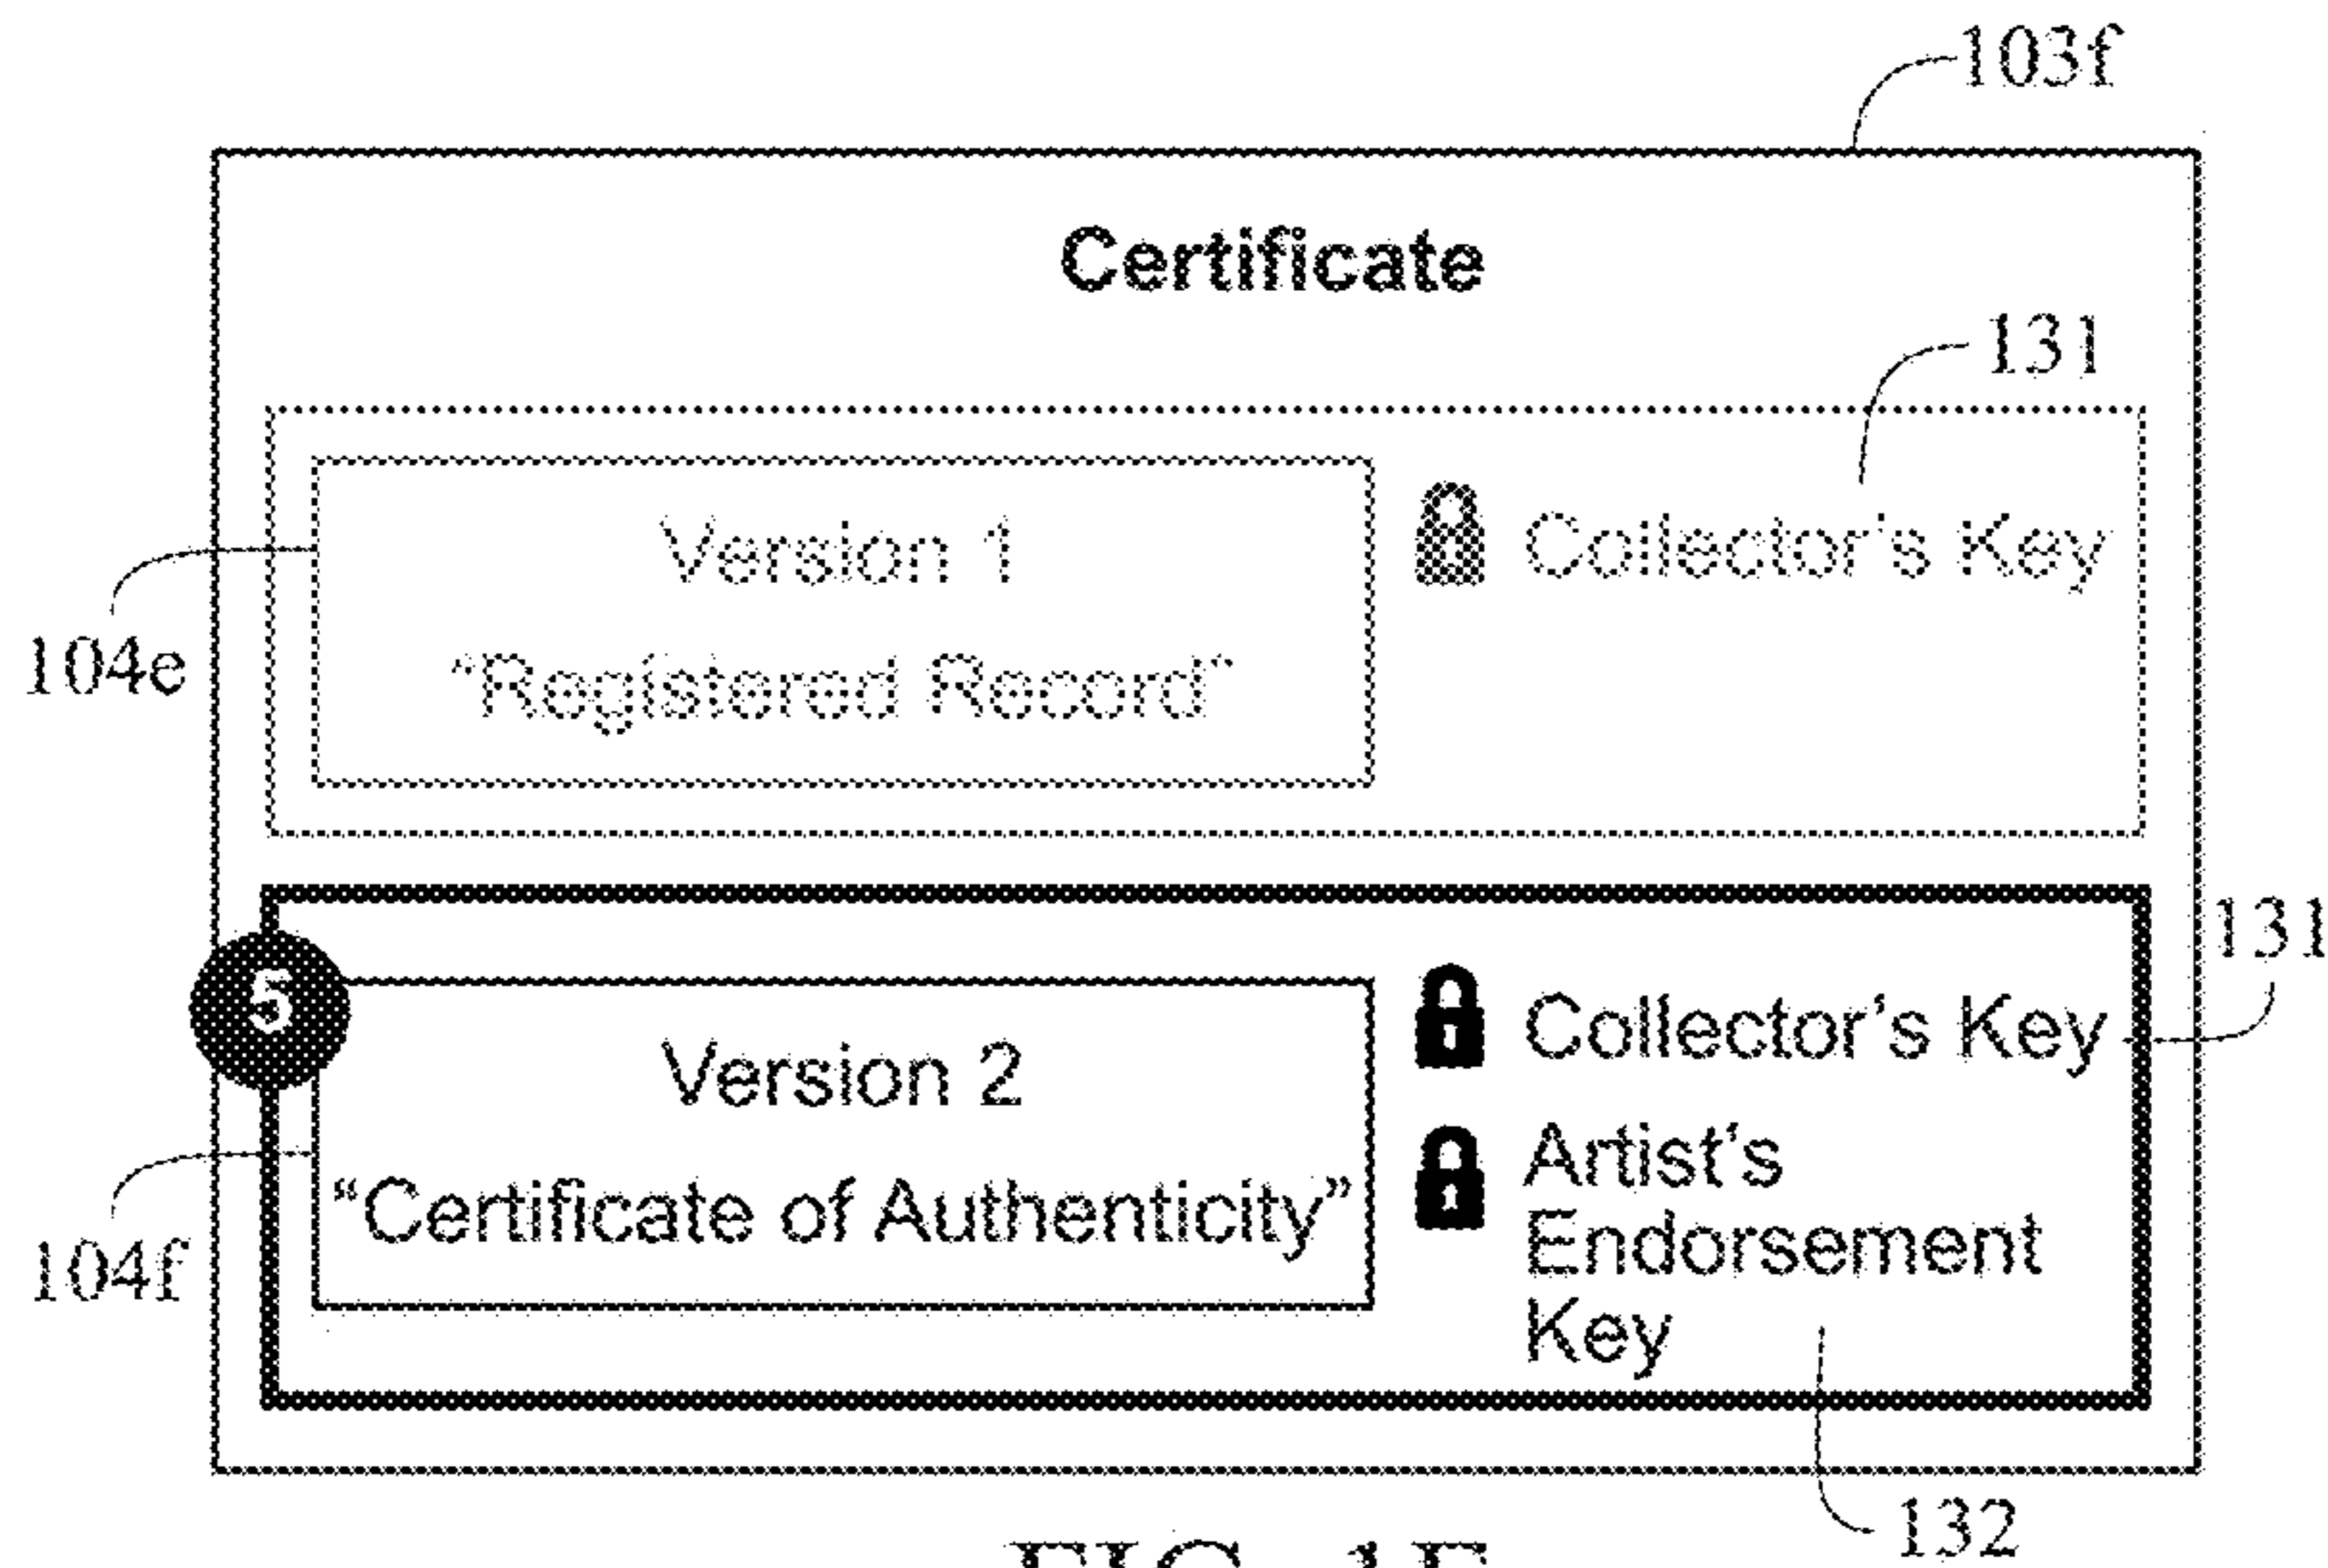 103f
Certificate
131
Version 1
Collector's Key
104e
“Registered Record”
131
5
Collector's Key
Version 2
Artist's
“Certificate of Authenticity”
Endorsement
104f
Key
132